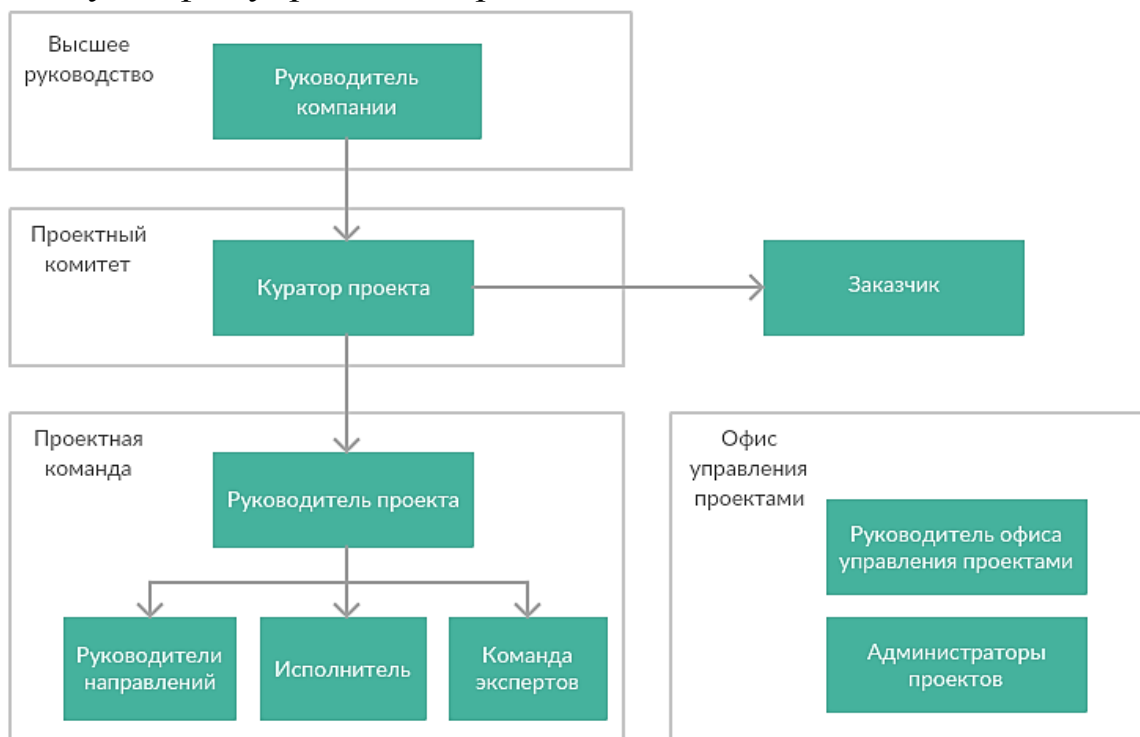 Высшее
руководство
Руководитель
компании
Проектный
комитет
Куратор проекта
Заказчик
Проектная
команда
Руководитель проекта
Руководители
направлений
Исполнитель
Команда
экспертов
Офис
управления
проектами
Руководитель офиса
управления проектами
Администраторы
проектов